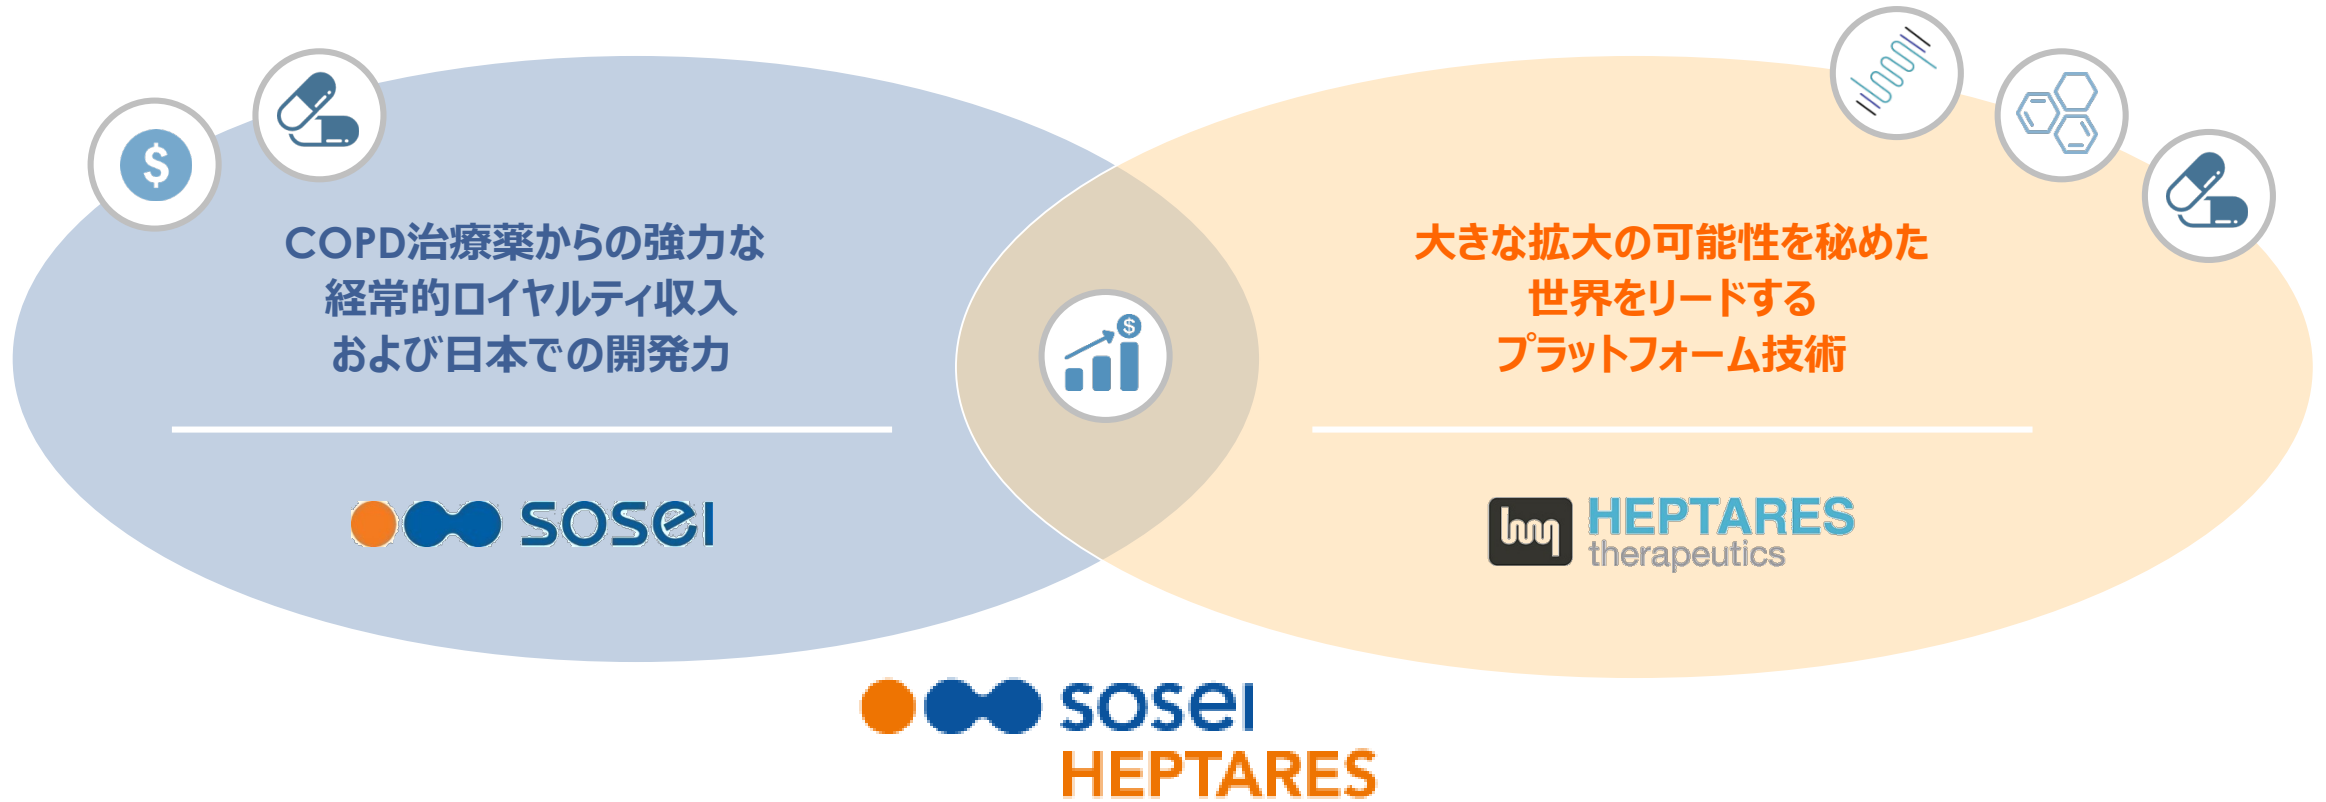 $
COPD治療薬からの強力な
経常的ロイヤルティ収入
および日本での開発力
sosei
大きな拡大の可能性を秘めた
世界をリードする
プラットフォーム技術
HEPTARES
therapeutics
$
sosei
HEPTARES